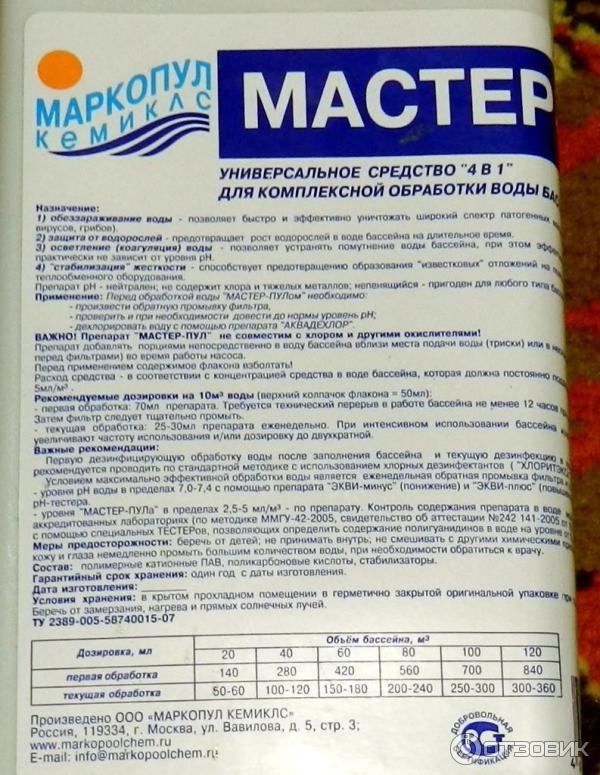 МАРКОПУЛ
КЕМИКЛС
МАСТЕР
УНИВЕРСАЛЬНОЕ СРЕДСТВО "4 В 1"
ДЛЯ КОМПЛЕКСНОЙ ОБРАБОТКИ ВОДЫ
Назначение:
1) обеззараживание воды - позволяет быстро и эффективно уничтожать широкий спектр патогенных
вирусов, грибов).
2) защита от водорослей - предотвращает рост водорослей в воде бассейна на длительное время.
3) осветление (коагуляция) воды - позволяет устранять помутнение воды бассейна, при этом
практически не зависит от уровня рН.
4) "стабилизация" жесткости - способствует предотвращению образования "известковых" отложений на
теплообменного оборудования.
Препарат рН - нейтрален; не содержит хлора и тяжелых металлов; непенящийся - пригоден для любого типа
Применение: Перед обработкой воды "МАСТЕР-ПУЛом" необходимо:
- произвести обратную промывку фильтра,
- проверить и при необходимости довести до нормы уровень рН;
- дехлорировать воду с помощью препарата "АКВАДЕХЛОР".
ВАЖНО! Препарат "МАСТЕР-ПУЛ" не совместим с хлором и другими окислителями!
Препарат добавлять порциями непосредственно в воду бассейна вблизи места подачи воды (триски) или в
перед фильтрами) во время работы насоса.
Перед применением содержимое флакона взболтать!
Расход средства - в соответствии с концентрацией средства в воде бассейна, которая должна постоянно
5мл/м³ .
Рекомендуемые дозировки на 10м³ воды (верхний колпачок флакона = 50мл):
- первая обработка: 70мл препарата. Требуется технический перерыв в работе бассейна не менее 12 часов
Затем фильтр следует тщательно промыть.
- текущая обработка: 25-30мл препарата еженедельно. При интенсивном использовании бассейна
увеличивают частоту использования и/или дозировку до двухкратной.
Важные рекомендации:
Первую дезинфицирующую обработку воды после заполнения бассейна и текущую дезинфекцию в
рекомендуется проводить по стандартной методике с использованием хлорных дезинфектантов (
Условием максимально эффективной обработки воды является еженедельная обратная промывка фильтра и
- уровня рН воды в пределах 7,0-7,4 с помощью препарата "ЭКВИ-минус" (понижение) и "ЭКВИ-плюс"
рН-тестера.
- уровня "МАСТЕР-ПУЛа" в пределах 2,5-5 мл/м³ - по препарату. Контроль содержания препарата в воде
аккредитованных лабораториях (по методике ММГУ-42-2005, свидетельство об аттестации №242 141-2005 от
с помощью специальных ТЕСТЕРов, позволяющих определить содержание полигуанидинов в воде на уровне от
Меры предосторожности: беречь от детей; не принимать внутрь; не смешивать с другими химическими
кожу и глаза немедленно промыть большим количеством воды, при необходимости обратиться к врачу.
Состав: полимерные катионные ПАВ, поликарбоновые кислоты, стабилизаторы.
Гарантийный срок хранения: один год с даты изготовления.
Дата изготовления:
Условия хранения: в крытом прохладном помещении в герметично закрытой оригинальной упаковке при
Беречь от замерзания, нагрева и прямых солнечных лучей.
ТУ 2389-005-58740015-07
Дозировка, мл Объём бассейна, м³
20 40 60 80 100 120
первая обработка 140 280 420 560 700 840
текущая обработка 50-60 100-120 150-180 200-240 250-300 300-360
Произведено ООО «МАРКОПУЛ КЕМИКЛС»
Россия, 119334, г. Москва, ул. Вавилова, д. 5, стр. 3;
www.markopoolchem.ru
E-mail: info@markopoolchem.ru
ДОБРОВОЛЬНАЯ
СЕРТИФИКАЦИЯ
ОТЗОВИК